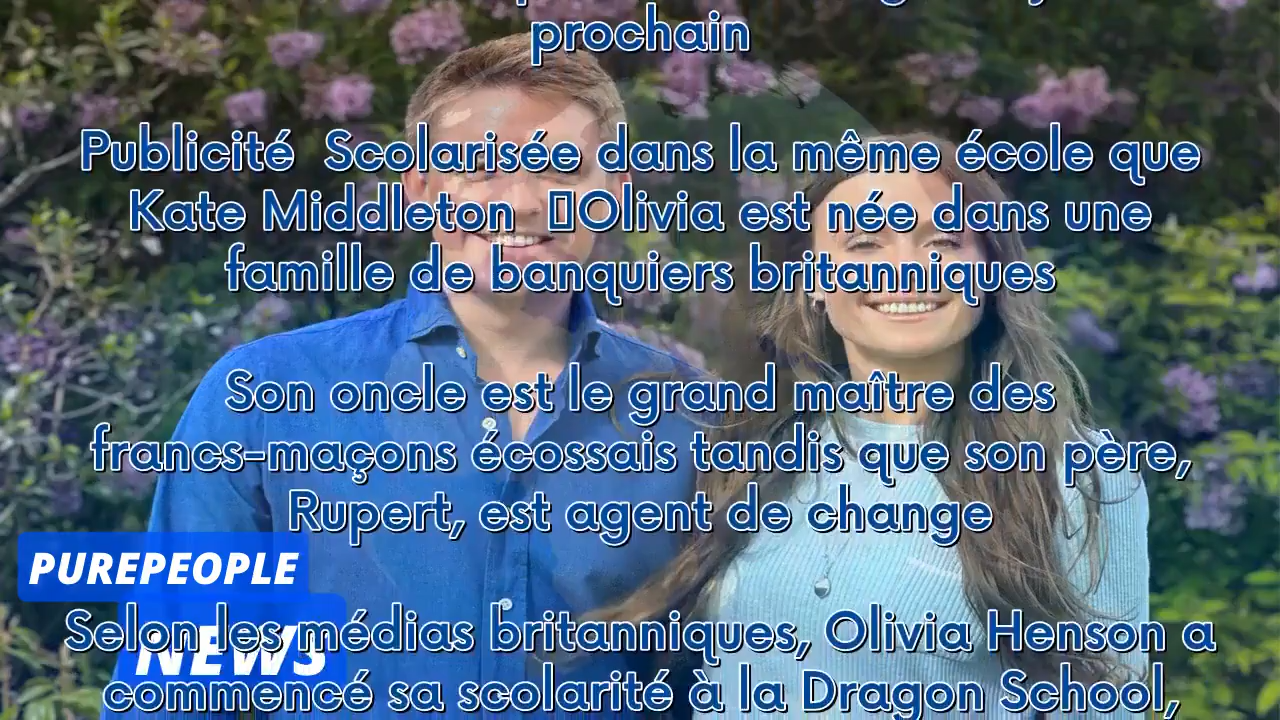 prochain
Publicité Scolarisée dans la même école que
Kate Middleton Olivia est née dans une
famille de banquiers britanniques
Son oncle est le grand maître des
francs-maçons écossais tandis que son père,
Rupert, est agent de change
PUREPEOPLE
NEWS
Selon les médias britanniques, Olivia Henson a
commencé sa scolarité à la Dragon School,